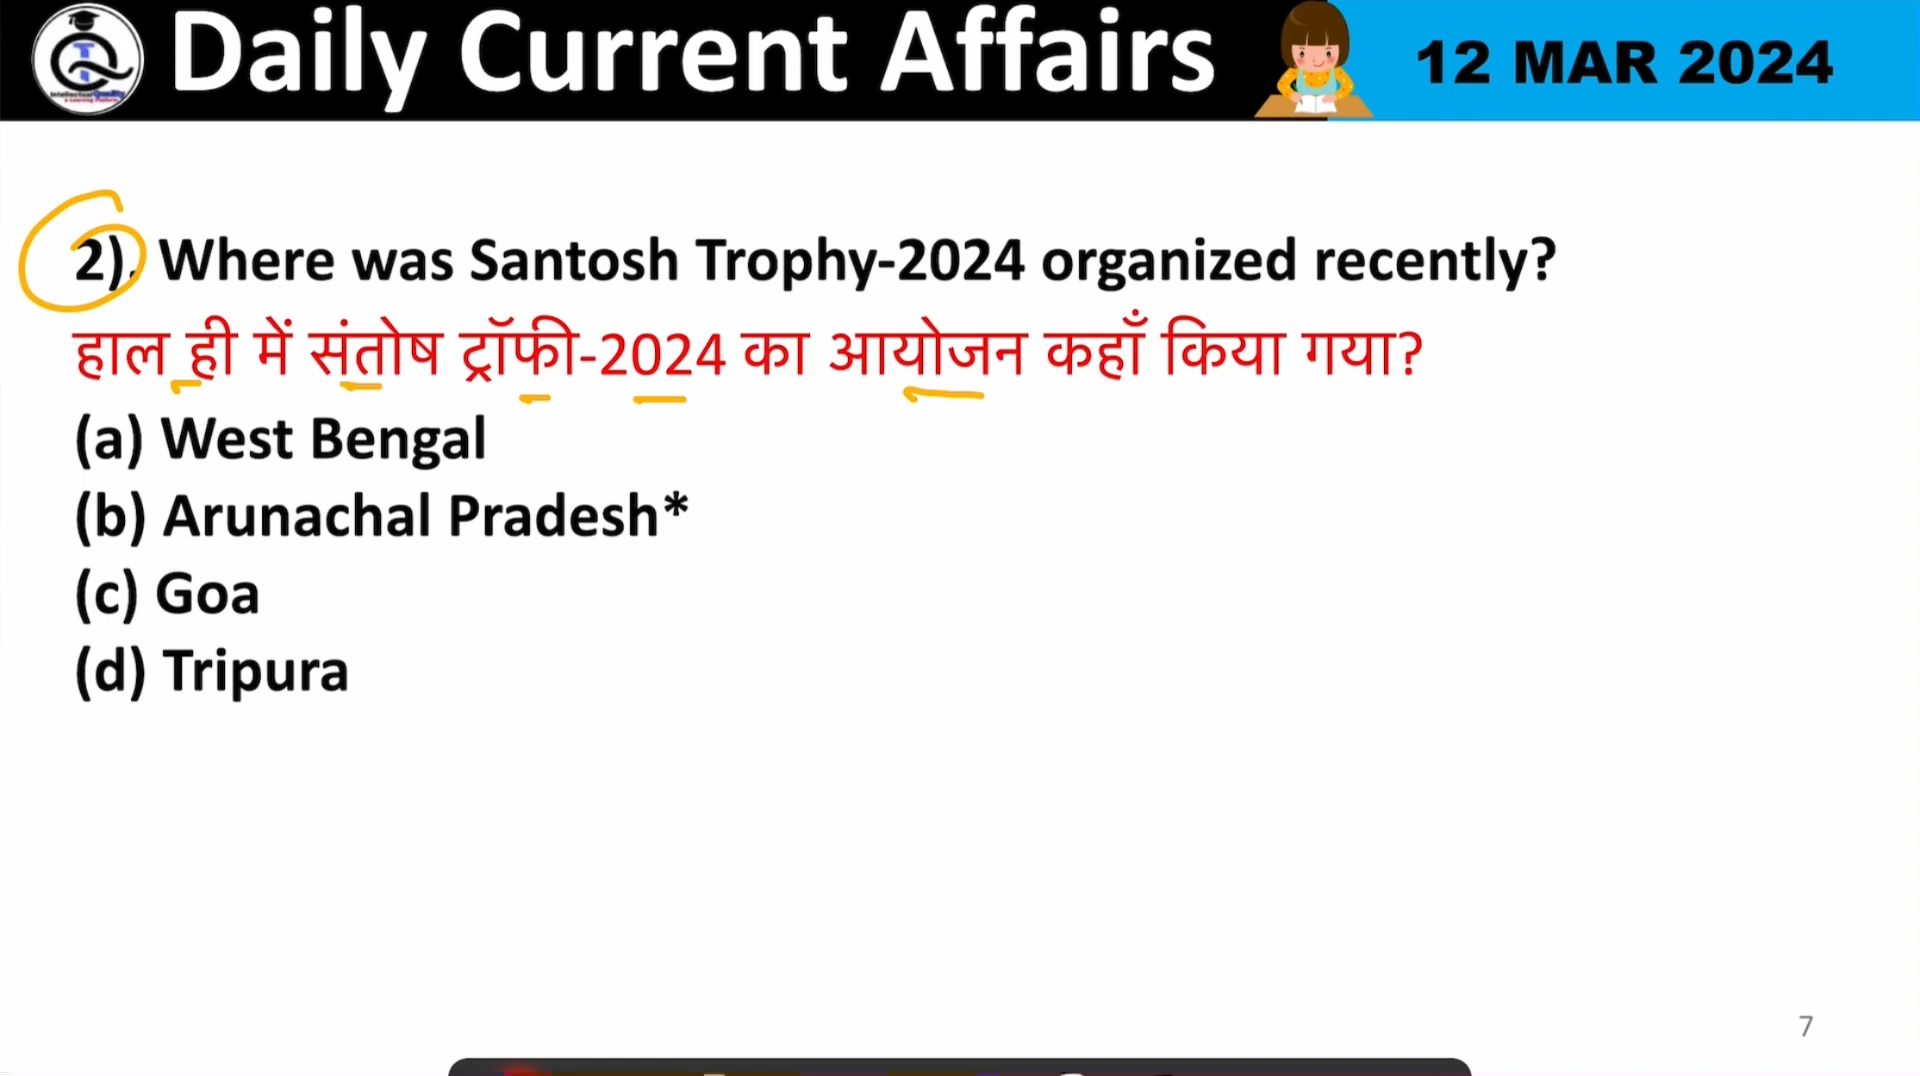 Daily Current Affairs
12 MAR 2024
2). Where was Santosh Trophy-2024 organized recently?
हाल ही में संतोष ट्रॉफी-2024 का आयोजन कहाँ किया गया?
(a) West Bengal
(b) Arunachal Pradesh*
(c) Goa
(d) Tripura
7